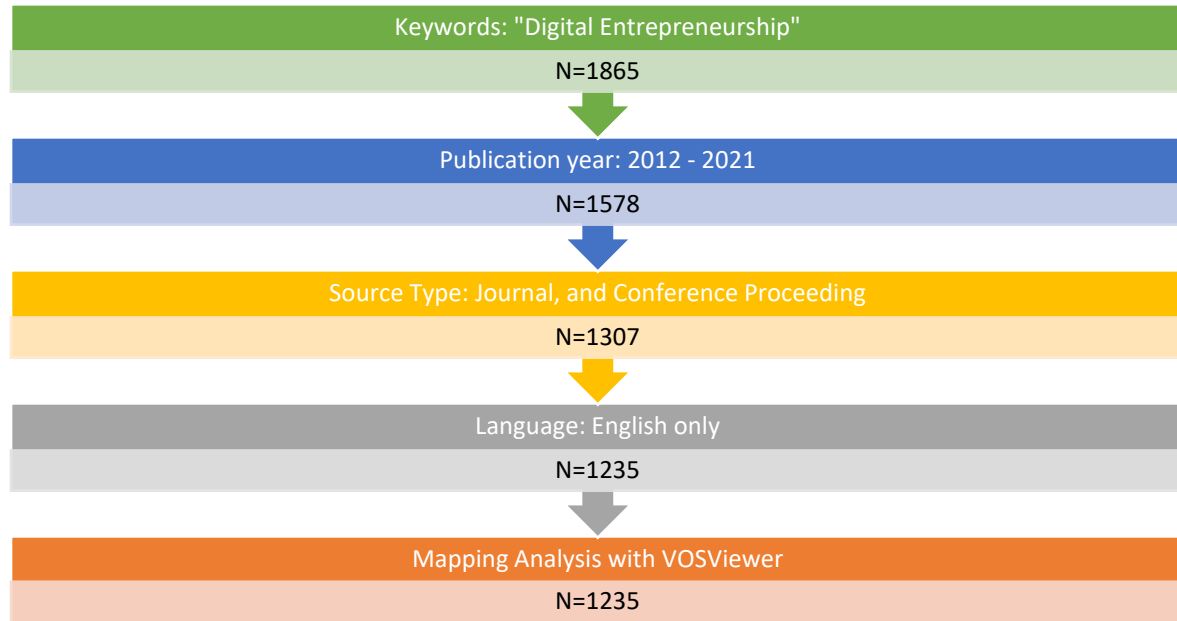 Keywords: "Digital Entrepreneurship"
N=1865
Publication year: 2012 - 2021
N=1578
Source Type: Journal, and Conference Proceeding
N=1307
Language: English only
N=1235
Mapping Analysis with VOSViewer
N=1235